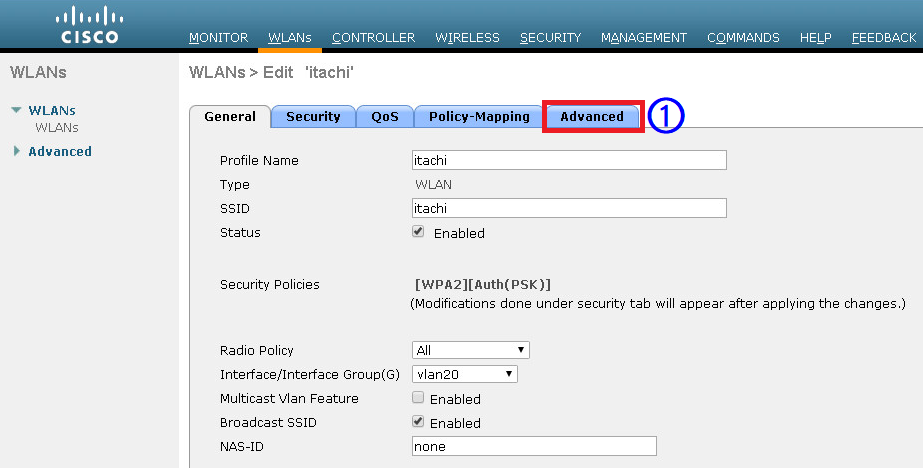 CISCO
MONITOR WLANs CONTROLLER WIRELESS SECURITY MANAGEMENT COMMANDS HELP FEEDBACK
WLANs
WLANs > Edit 'itachi'
WLANs
WLANs
Advanced
General Security QoS Policy-Mapping Advanced ①
Profile Name itachi
Type WLAN
SSID itachi
Status Enabled
Security Policies [WPA2][Auth(PSK)]
(Modifications done under security tab will appear after applying the changes.)
Radio Policy All
Interface/Interface Group(G) vlan20
Multicast Vlan Feature Enabled
Broadcast SSID Enabled
NAS-ID none